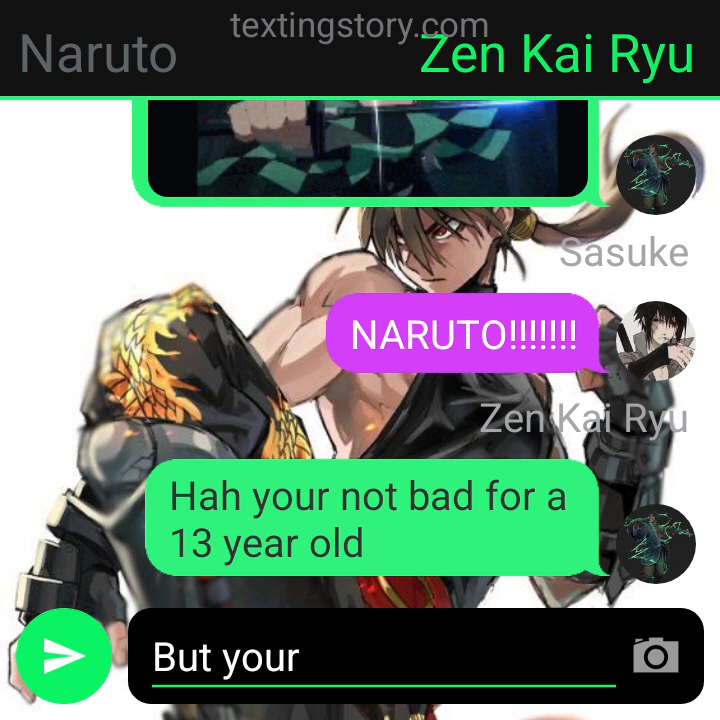 textingstory.com
Naruto
Zen Kai Ryu
Sasuke
NARUTO!!!!!!!
Zen Kai Ryu
Hah your not bad for a
13 year old
But your